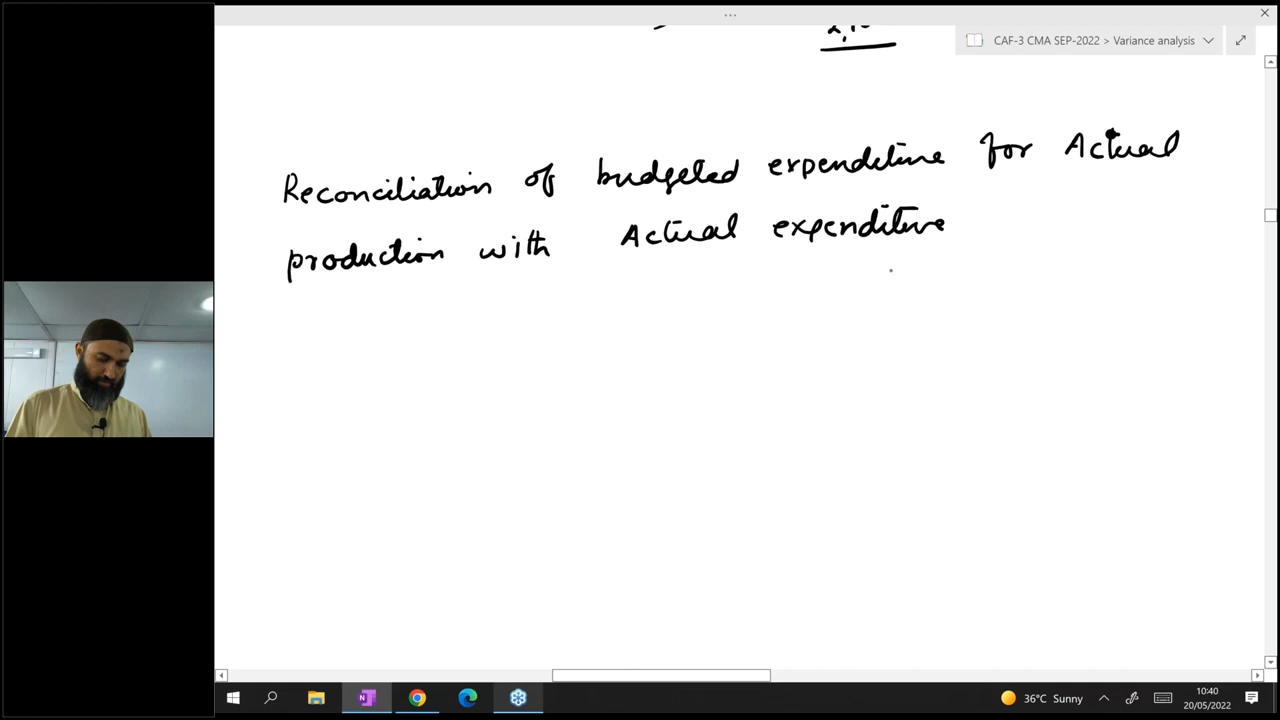 CAF-3 CMA SEP-2022 > Variance analysis
Reconciliation of budgeted expenditure for Actual
production with Actual expenditure
36°C Sunny
10:40
20/05/2022